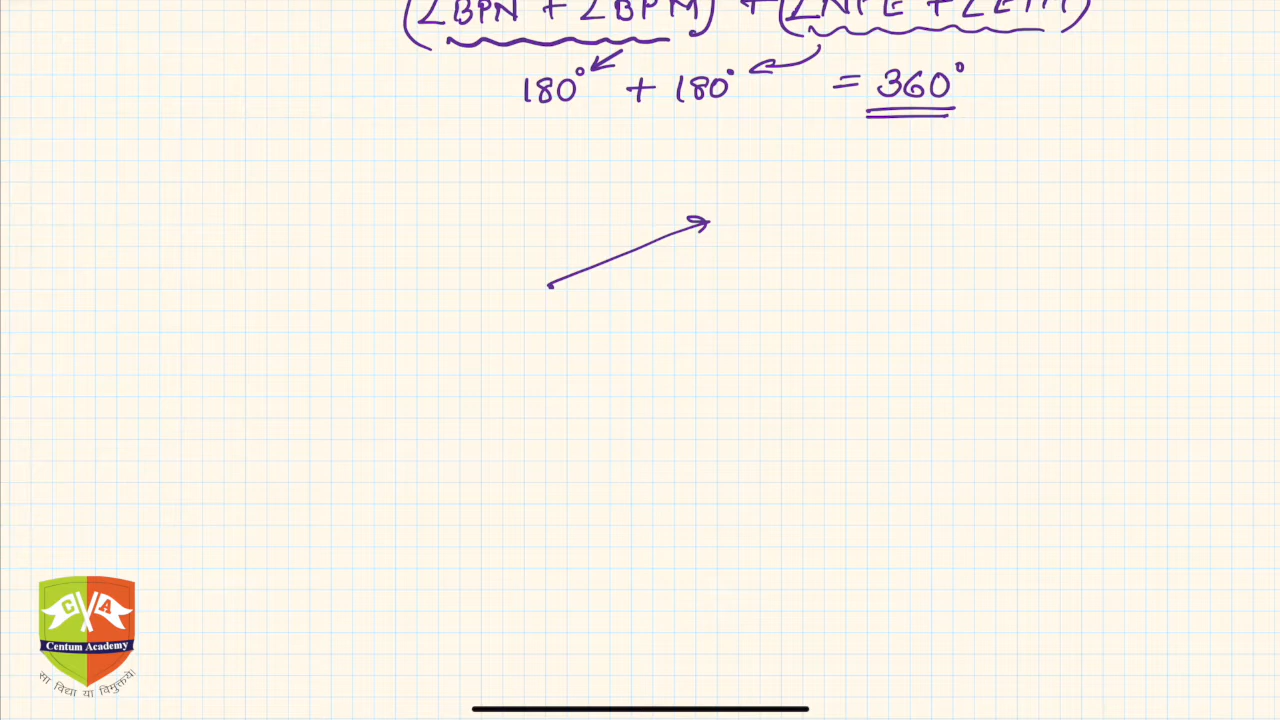 (∠BPN + ∠BPM) + (∠NPE + ∠EPM)
180° + 180° = 360°
C A
Centum Academy
सा विद्या या विमुक्तये।